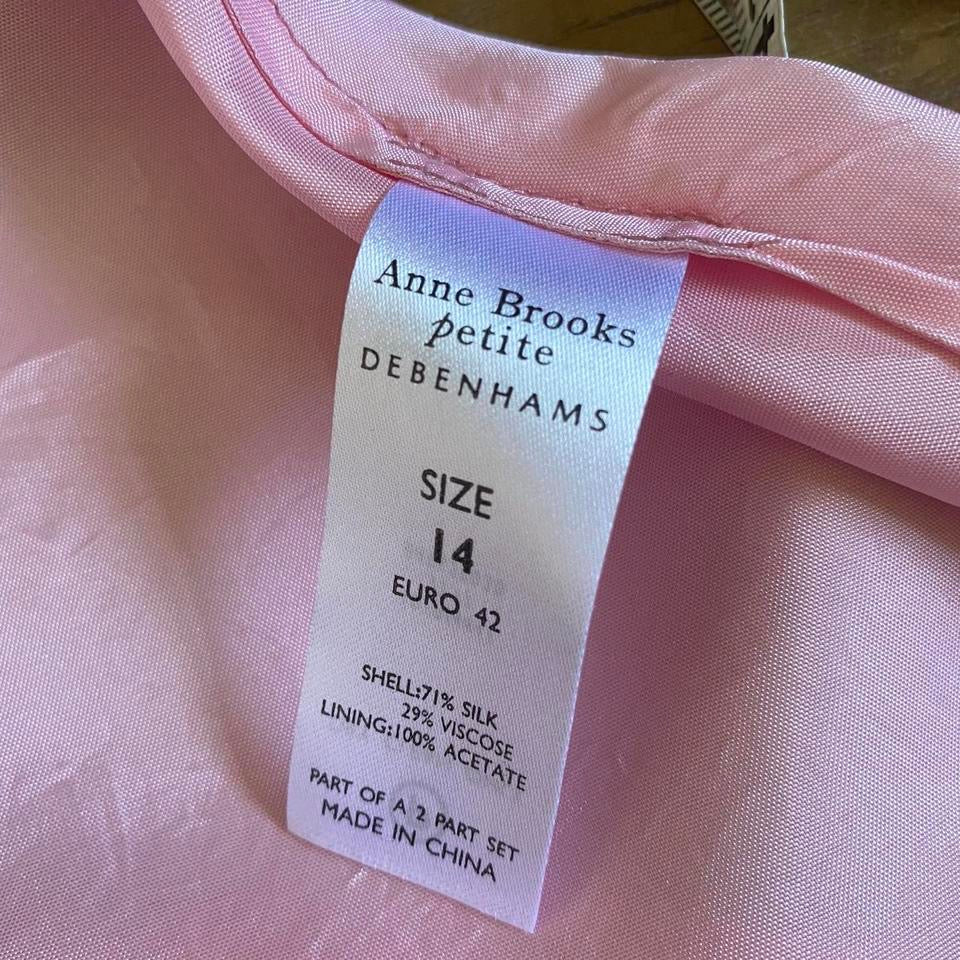 Anne Brooks
petite
DEBENHAMS
SIZE
14
EURO 42
SHELL:71% SILK
29% VISCOSE
LINING:100% ACETATE
PART OF A 2 PART SET
MADE IN CHINA